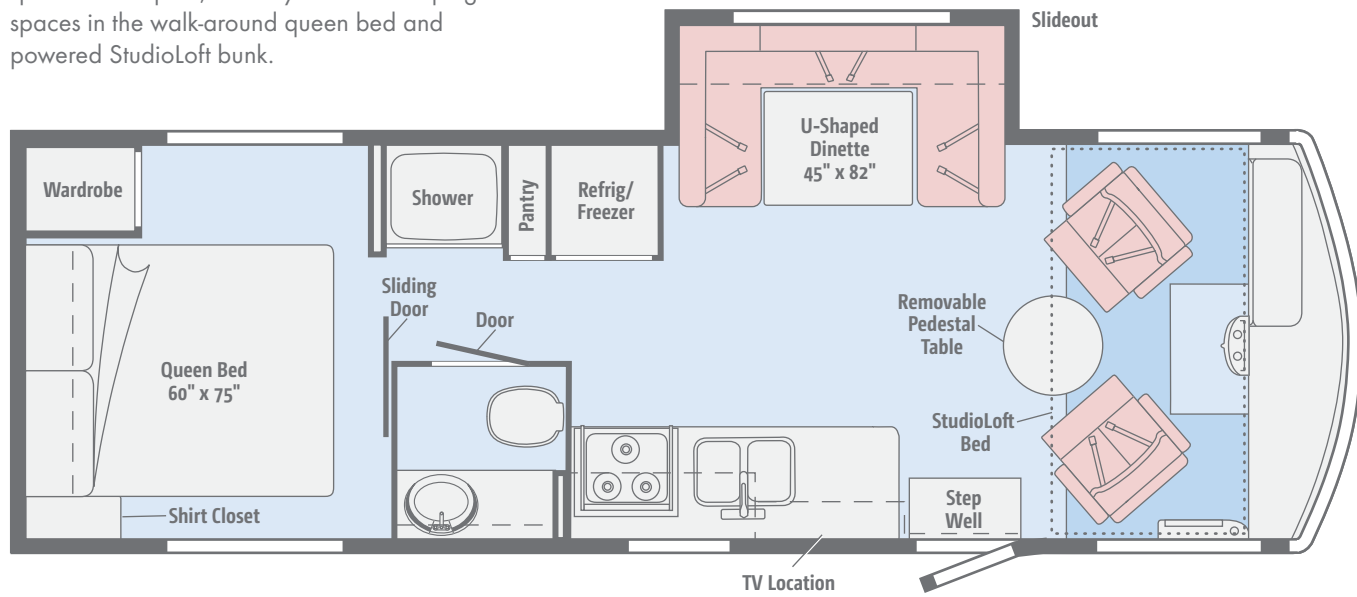 spaces in the walk-around queen bed and
powered StudioLoft bunk.
Slideout
U-Shaped
Dinette
45" x 82"
Wardrobe
Shower
Pantry
Refrig/
Freezer
Sliding
Door
Door
Removable
Pedestal
Table
Queen Bed
60" x 75"
StudioLoft
Bed
Shirt Closet
Step
Well
TV Location